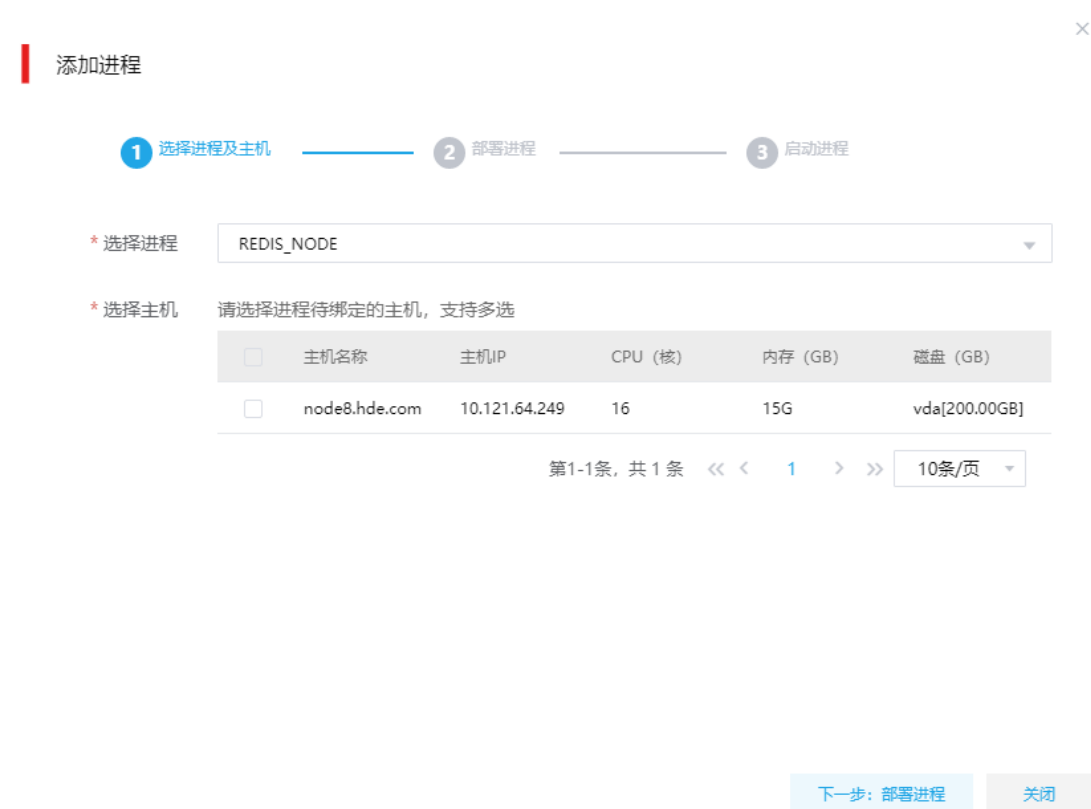 添加进程
1 选择进程及主机 2 部署进程 3 启动进程
* 选择进程 REDIS_NODE
* 选择主机 请选择进程待绑定的主机，支持多选
主机名称 主机IP CPU（核） 内存（GB） 磁盘（GB）
node8.hde.com 10.121.64.249 16 15G vda[200.00GB]
第1-1条，共 1 条 1 10条/页
下一步：部署进程 关闭